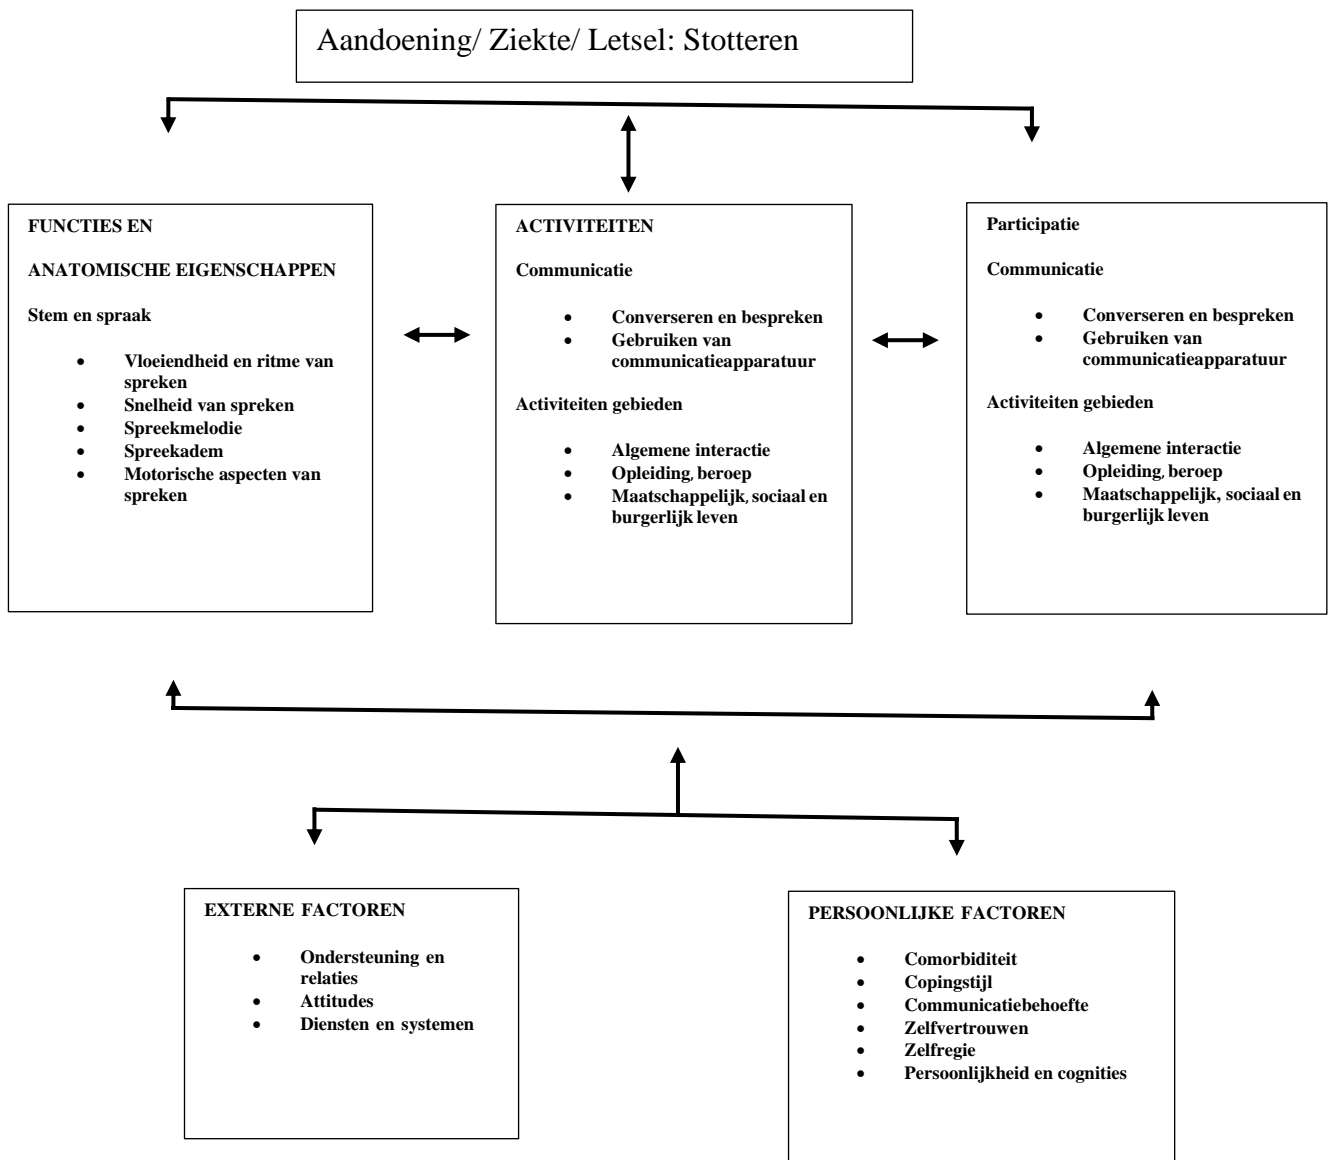 Aandoening/ Ziekte/ Letsel: Stotteren
FUNCTIES EN
ANATOMISCHE EIGENSCHAPPEN
Stem en spraak
• Vloeiendheid en ritme van
spreken
• Snelheid van spreken
• Spreekmelodie
• Spreekadem
• Motorische aspecten van
spreken
ACTIVITEITEN
Communicatie
• Converseren en bespreken
• Gebruiken van
communicatieapparatuur
Activiteiten gebieden
• Algemene interactie
• Opleiding, beroep
• Maatschappelijk, sociaal en
burgerlijk leven
Participatie
Communicatie
• Converseren en bespreken
• Gebruiken van
communicatieapparatuur
Activiteiten gebieden
• Algemene interactie
• Opleiding, beroep
• Maatschappelijk, sociaal en
burgerlijk leven
EXTERNE FACTOREN
• Ondersteuning en
relaties
• Attitudes
• Diensten en systemen
PERSOONLIJKE FACTOREN
• Comorbiditeit
• Copingstijl
• Communicatiebehoefte
• Zelfvertrouwen
• Zelfregie
• Persoonlijkheid en cognities